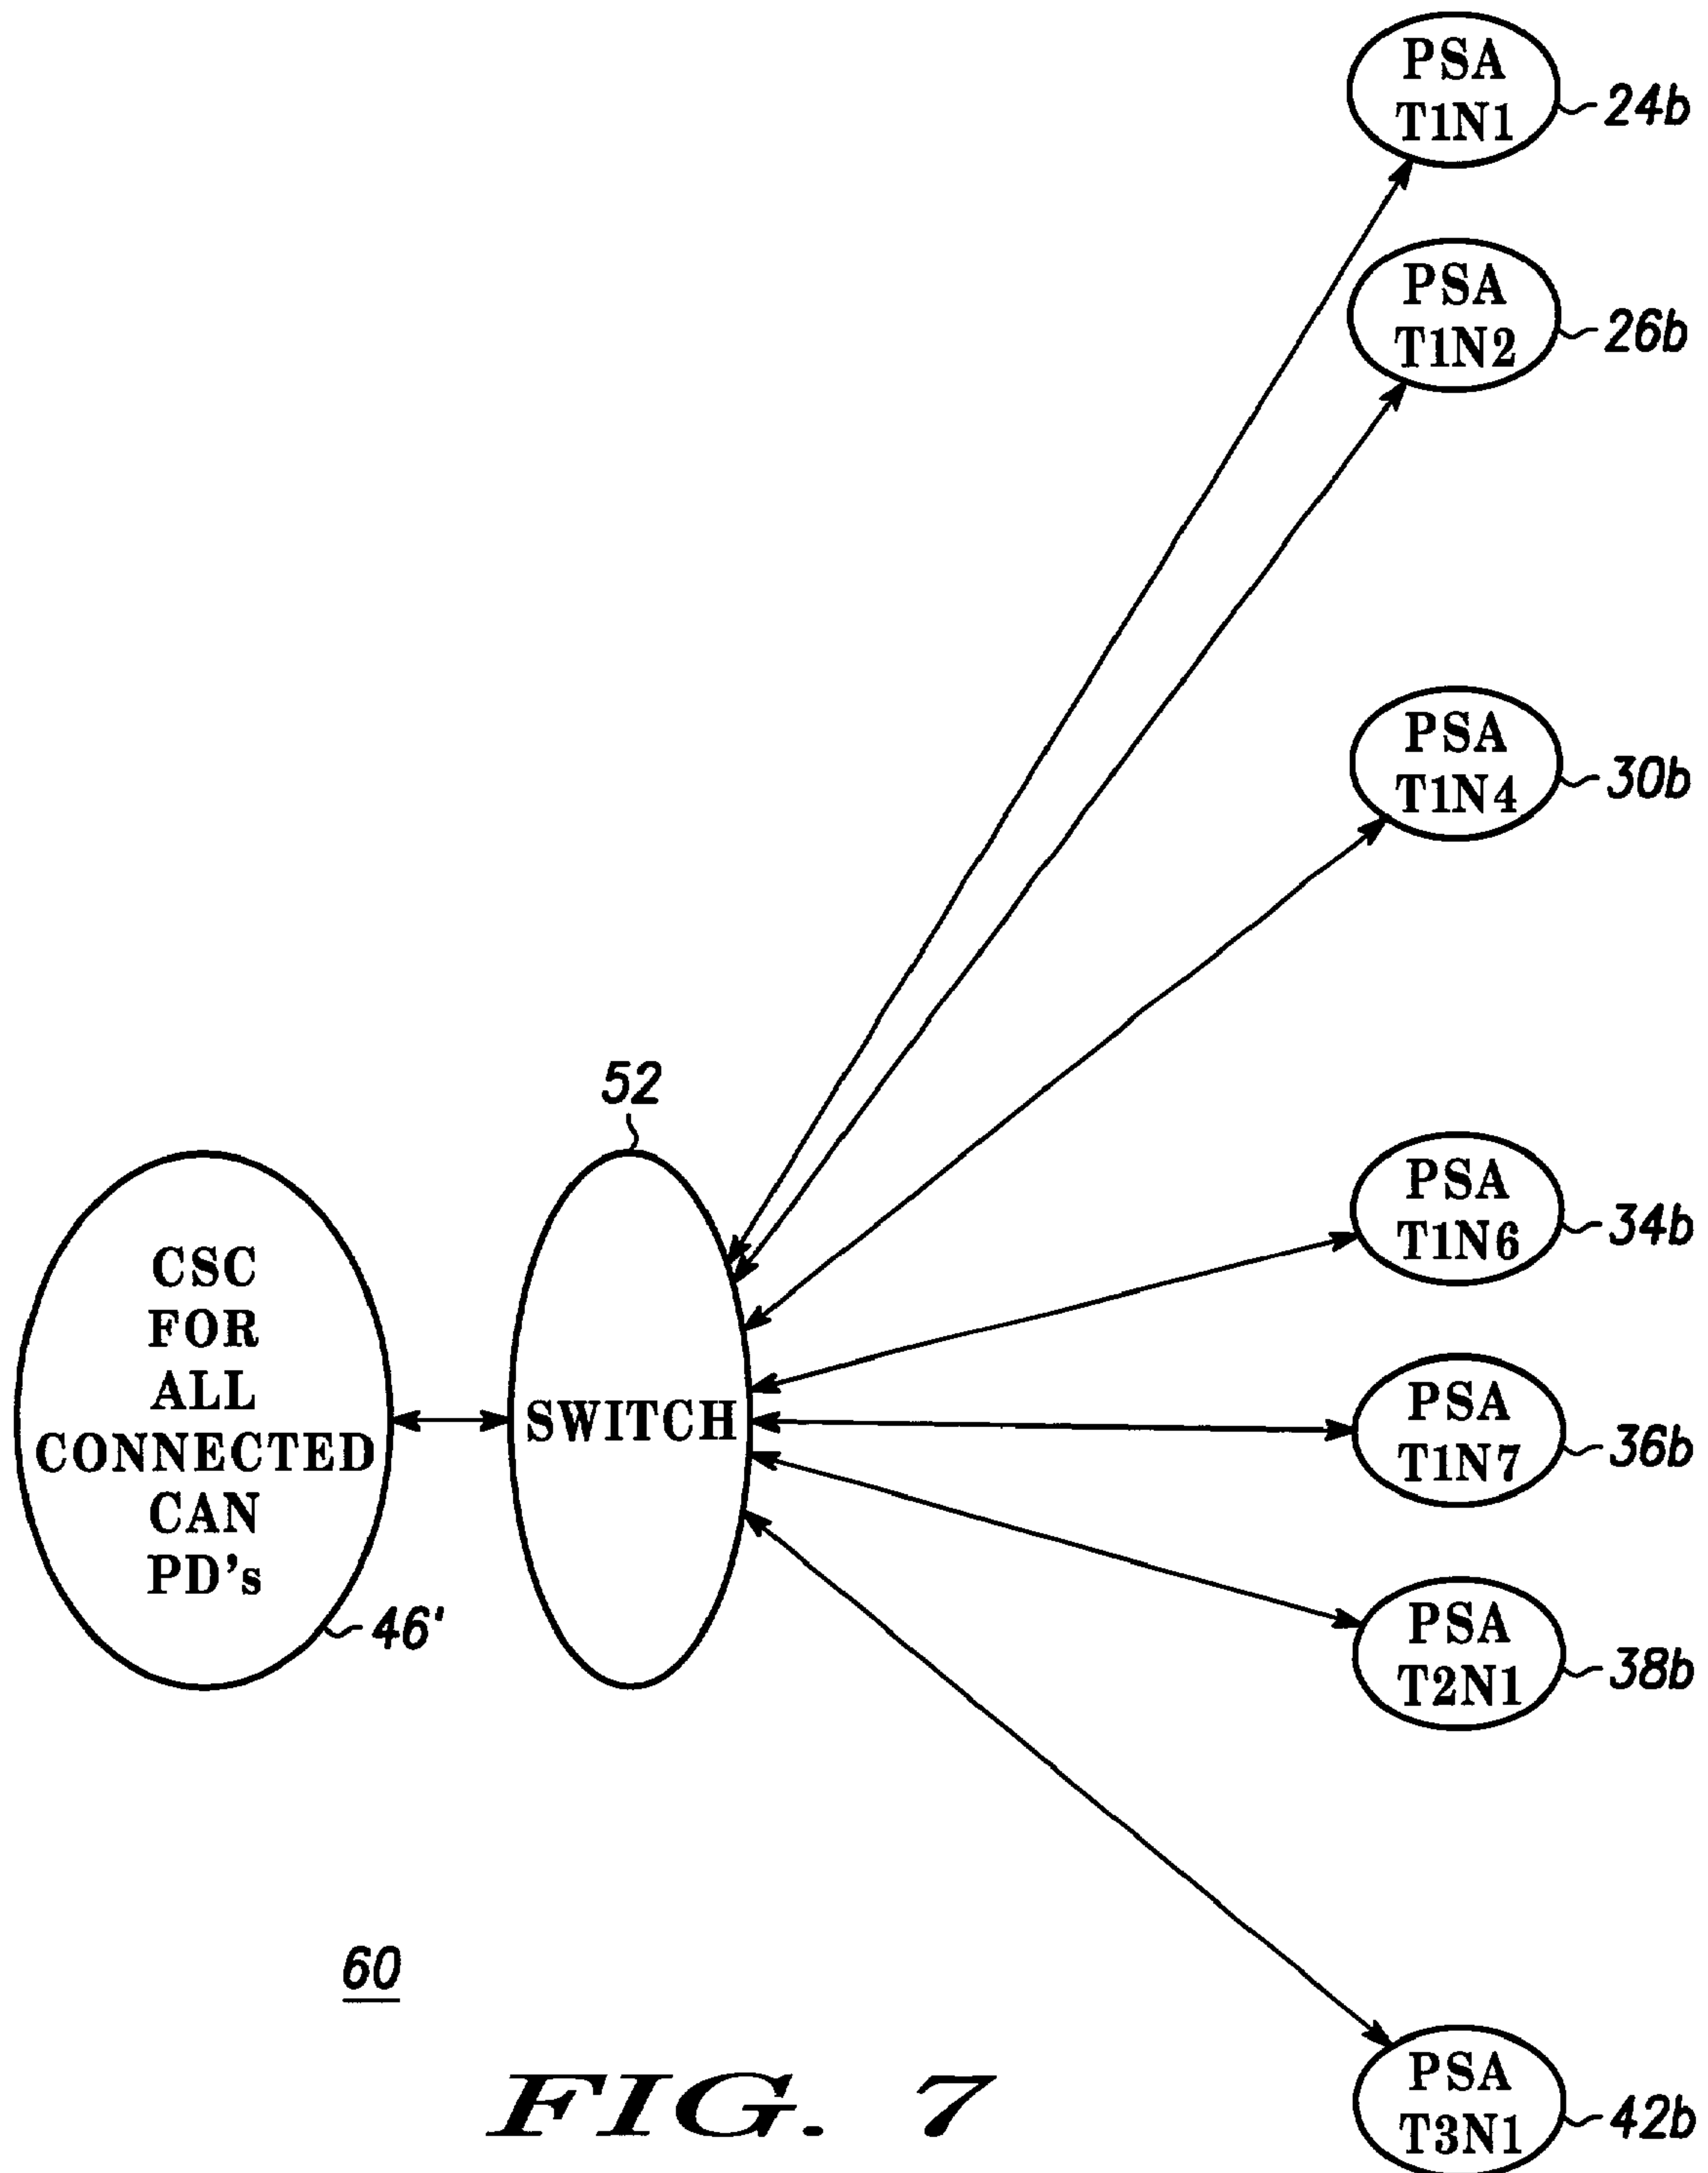 PSA
T1N1
24b
PSA
T1N2
26b
PSA
T1N4
30b
52
PSA
T1N6
34b
CSC
FOR
ALL
CONNECTED
CAN
PD's
46'
SWITCH
PSA
T1N7
36b
PSA
T2N1
38b
60
PSA
T3N1
42b
FIG. 7